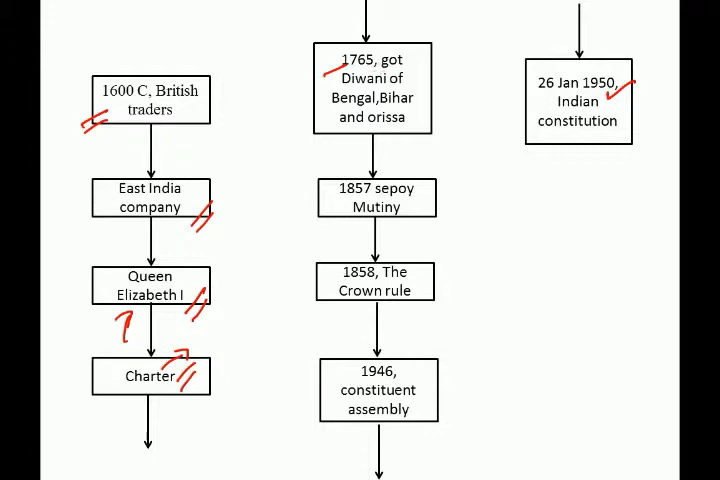 1600 C, British
traders
East India
company
Queen
Elizabeth I
Charter
1765, got
Diwani of
Bengal,Bihar
and orissa
1857 sepoy
Mutiny
1858, The
Crown rule
1946,
constituent
assembly
26 Jan 1950,
Indian
constitution